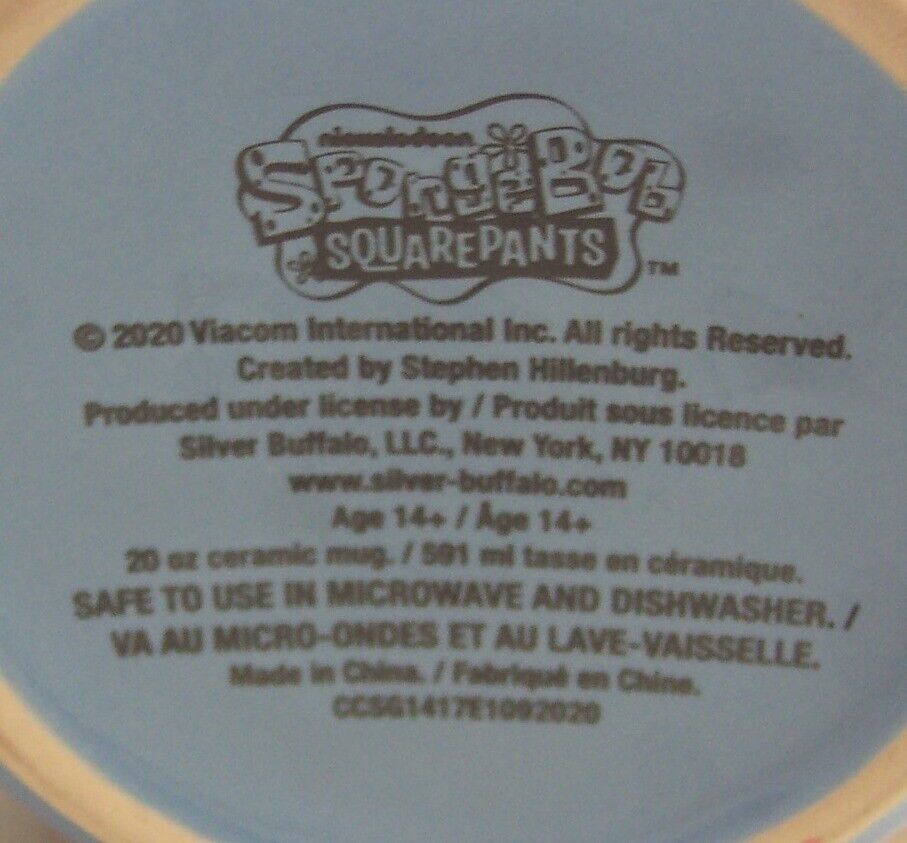 nickelodeon
SpongeBob
SQUAREPANTS ™
© 2020 Viacom International Inc. All rights Reserved.
Created by Stephen Hillenburg.
Produced under license by / Produit sous licence par
Silver Buffalo, LLC., New York, NY 10018
www.silver-buffalo.com
Age 14+ / Âge 14+
20 oz ceramic mug. / 591 ml tasse en céramique.
SAFE TO USE IN MICROWAVE AND DISHWASHER. /
VA AU MICRO-ONDES ET AU LAVE-VAISSELLE.
Made in China. / Fabriqué en Chine.
CCSG1417E1092020